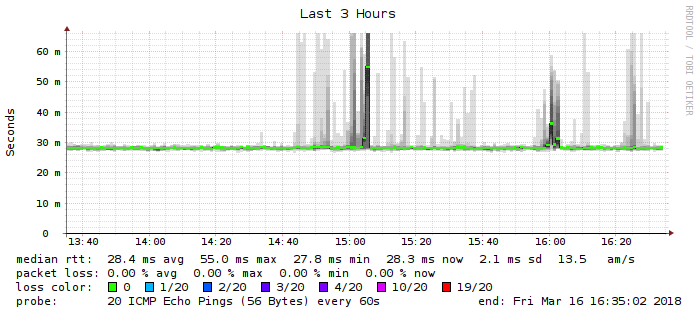 Last 3 Hours
RRDTOOL / TOBI OETIKER
Seconds
60 m
50 m
40 m
30 m
20 m
10 m
0
13:40 14:00 14:20 14:40 15:00 15:20 15:40 16:00 16:20
median rtt: 28.4 ms avg 55.0 ms max 27.8 ms min 28.3 ms now 2.1 ms sd 13.5 am/s
packet loss: 0.00 % avg 0.00 % max 0.00 % min 0.00 % now
loss color: 0 1/20 2/20 3/20 4/20 10/20 19/20
probe: 20 ICMP Echo Pings (56 Bytes) every 60s end: Fri Mar 16 16:35:02 2018